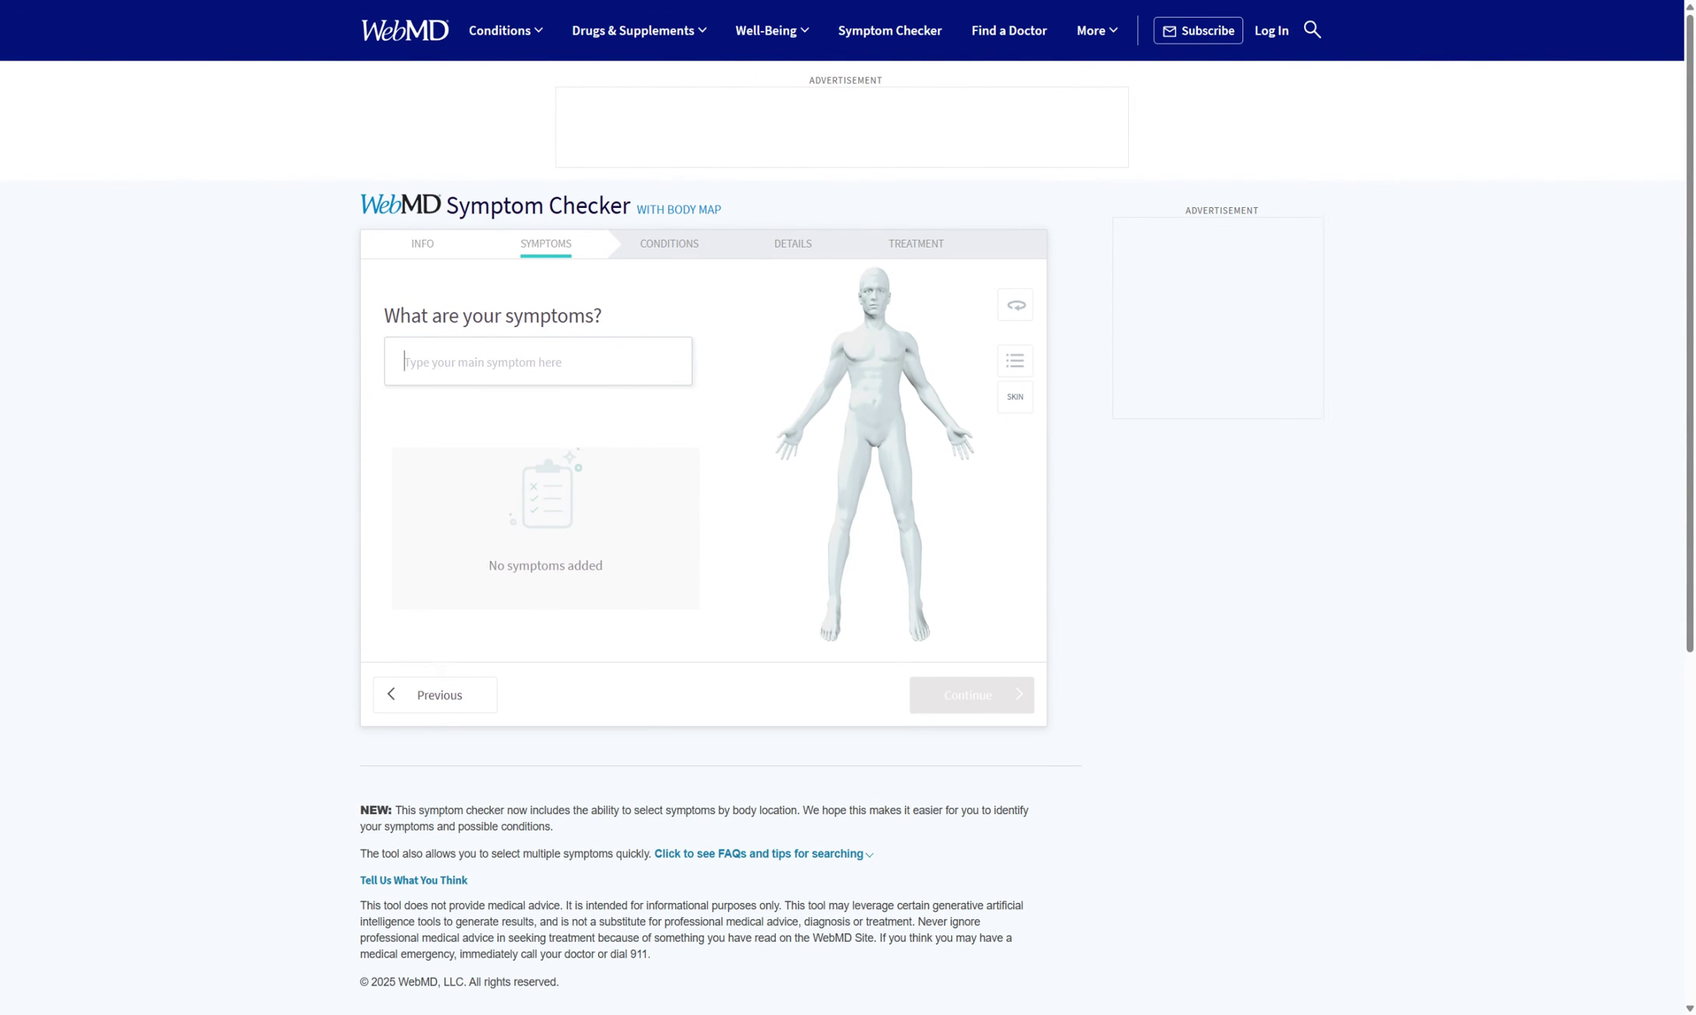 WebMD Conditions Drugs & Supplements Well-Being Symptom Checker Find a Doctor More Subscribe Log In
ADVERTISEMENT
WebMD Symptom Checker WITH BODY MAP
ADVERTISEMENT
INFO SYMPTOMS CONDITIONS DETAILS TREATMENT
What are your symptoms?
Type your main symptom here
SKIN
No symptoms added
Previous Continue
NEW: This symptom checker now includes the ability to select symptoms by body location. We hope this makes it easier for you to identify
your symptoms and possible conditions.
The tool also allows you to select multiple symptoms quickly. Click to see FAQs and tips for searching
Tell Us What You Think
This tool does not provide medical advice. It is intended for informational purposes only. This tool may leverage certain generative artificial
intelligence tools to generate results, and is not a substitute for professional medical advice, diagnosis or treatment. Never ignore
professional medical advice in seeking treatment because of something you have read on the WebMD Site. If you think you may have a
medical emergency, immediately call your doctor or dial 911.
© 2025 WebMD, LLC. All rights reserved.